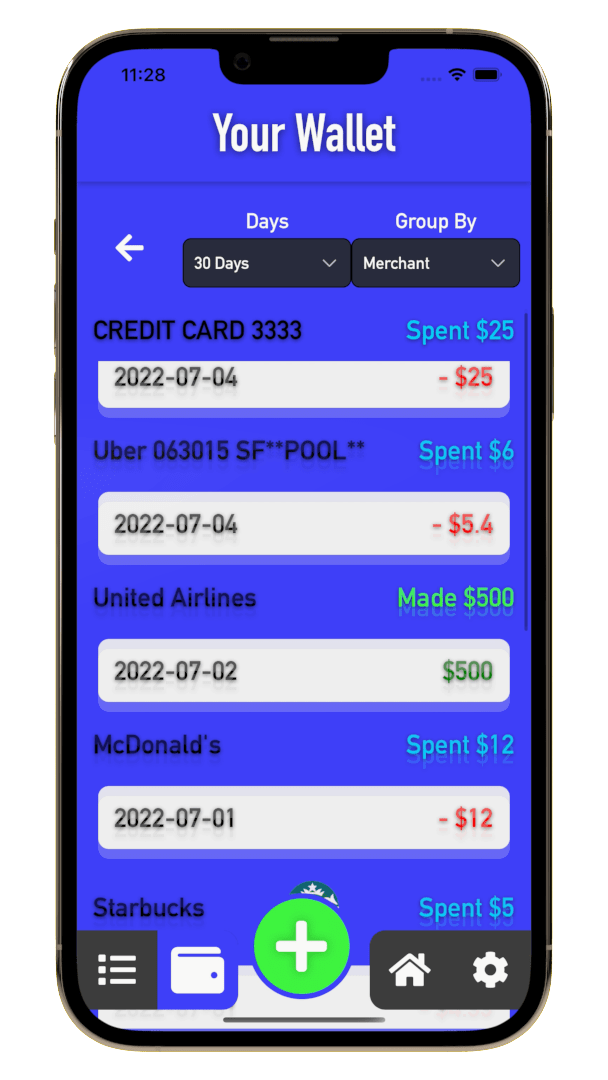 11:28
Your Wallet
Days
Group By
30 Days
Merchant
CREDIT CARD 3333
Spent $25
2022-07-04
- $25
Uber 063015 SF**POOL**
Spent $6
2022-07-04
- $5.4
United Airlines
Made $500
2022-07-02
$500
McDonald's
Spent $12
2022-07-01
- $12
Starbucks
Spent $5